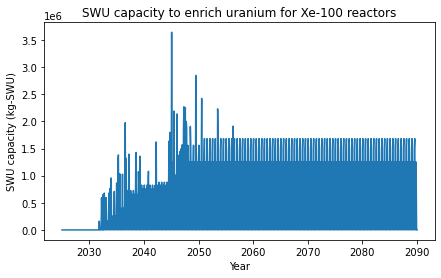 SWU capacity to enrich uranium for Xe-100 reactors
1e6
3.5
3.0
2.5
2.0
1.5
1.0
0.5
0.0
SWU capacity (kg-SWU)
2030 2040 2050 2060 2070 2080 2090
Year